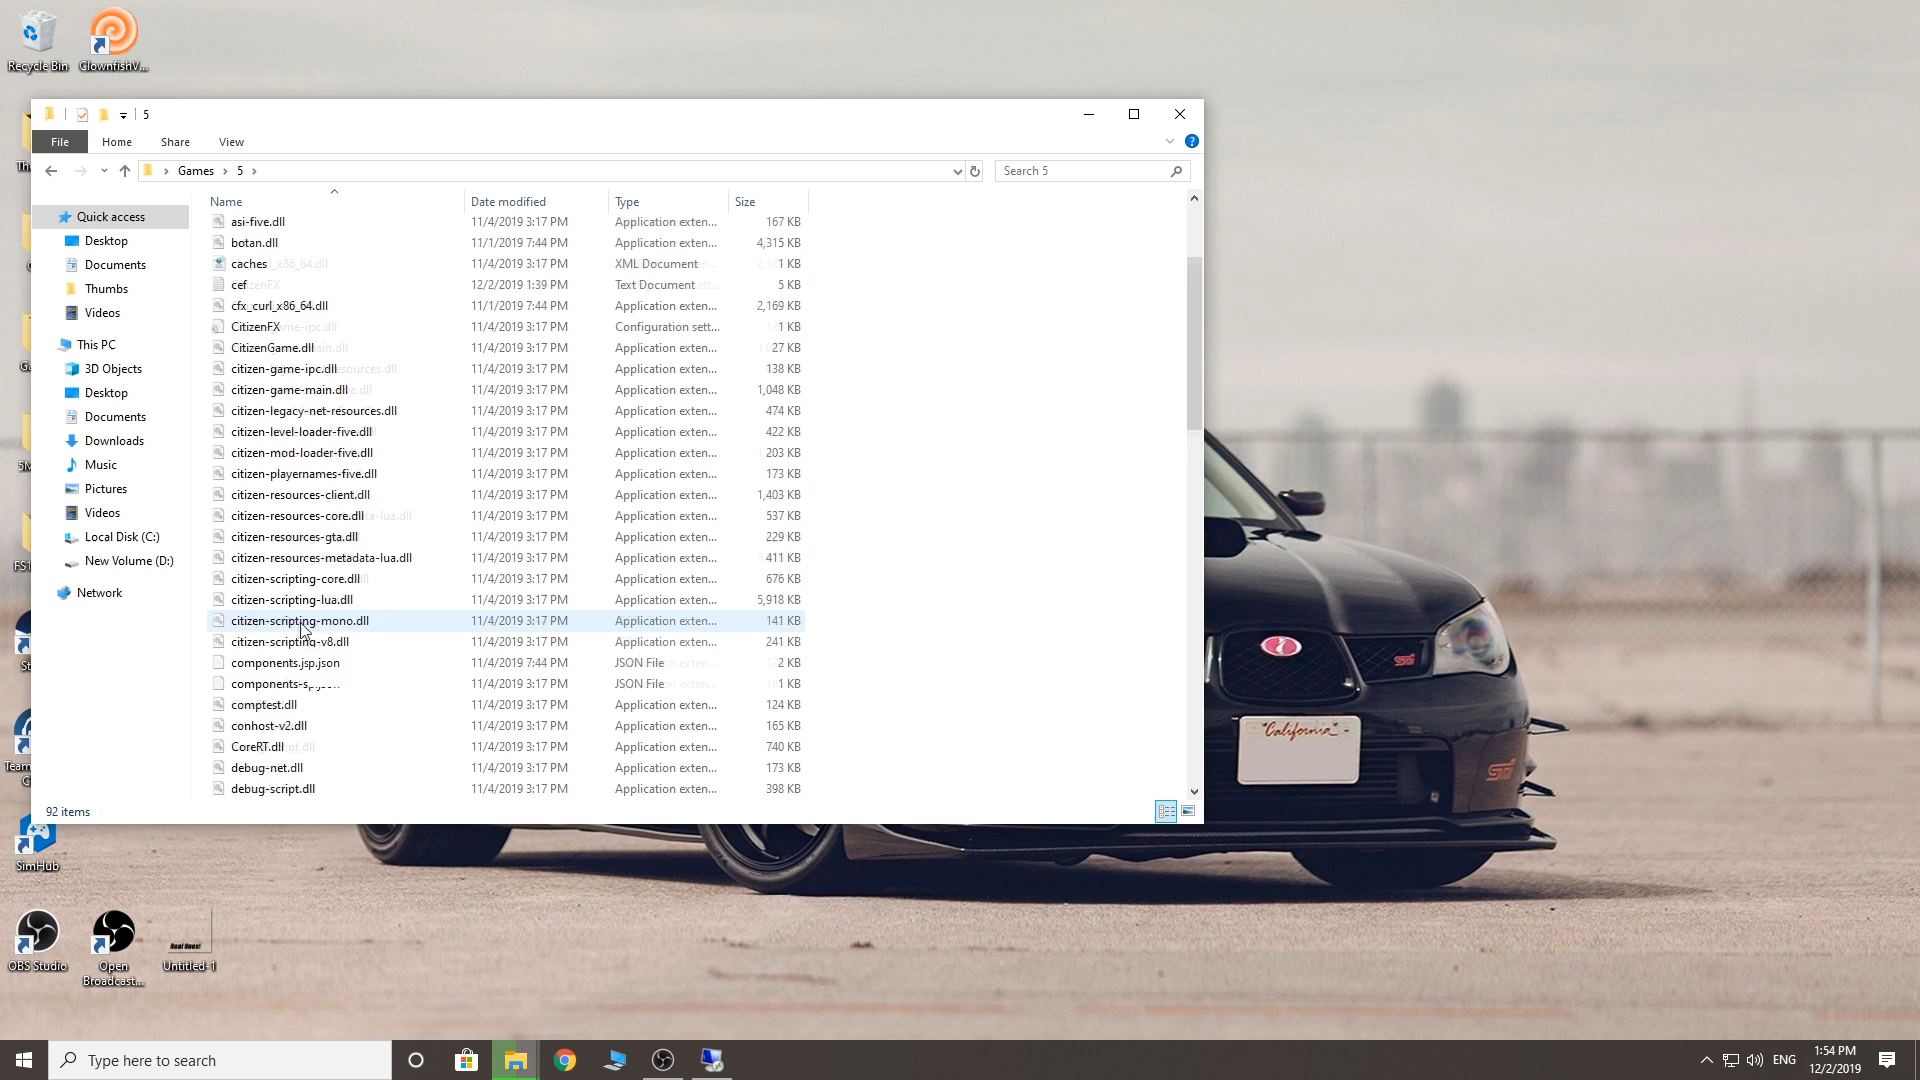 Recycle Bin
ClownfishV...
5
File
Home
Share
View
Games
5
Search 5
Name
Date modified
Type
Size
Quick access
Desktop
Documents
Thumbs
Videos
This PC
3D Objects
Desktop
Documents
Downloads
Music
Pictures
Videos
Local Disk (C:)
New Volume (D:)
Network
asi-five.dll 11/4/2019 3:17 PM Application exten... 167 KB
botan.dll 11/1/2019 7:44 PM Application exten... 4,315 KB
caches 11/4/2019 3:17 PM XML Document 1 KB
cef 12/2/2019 1:39 PM Text Document 5 KB
cfx_curl_x86_64.dll 11/1/2019 7:44 PM Application exten... 2,169 KB
CitizenFX 11/4/2019 3:17 PM Configuration sett... 1 KB
CitizenGame.dll 11/4/2019 3:17 PM Application exten... 27 KB
citizen-game-ipc.dll 11/4/2019 3:17 PM Application exten... 138 KB
citizen-game-main.dll 11/4/2019 3:17 PM Application exten... 1,048 KB
citizen-legacy-net-resources.dll 11/4/2019 3:17 PM Application exten... 474 KB
citizen-level-loader-five.dll 11/4/2019 3:17 PM Application exten... 422 KB
citizen-mod-loader-five.dll 11/4/2019 3:17 PM Application exten... 203 KB
citizen-playernames-five.dll 11/4/2019 3:17 PM Application exten... 173 KB
citizen-resources-client.dll 11/4/2019 3:17 PM Application exten... 1,403 KB
citizen-resources-core.dll 11/4/2019 3:17 PM Application exten... 537 KB
citizen-resources-gta.dll 11/4/2019 3:17 PM Application exten... 229 KB
citizen-resources-metadata-lua.dll 11/4/2019 3:17 PM Application exten... 411 KB
citizen-scripting-core.dll 11/4/2019 3:17 PM Application exten... 676 KB
citizen-scripting-lua.dll 11/4/2019 3:17 PM Application exten... 5,918 KB
citizen-scripting-mono.dll 11/4/2019 3:17 PM Application exten... 141 KB
citizen-scripting-v8.dll 11/4/2019 3:17 PM Application exten... 241 KB
components.jsp.json 11/4/2019 7:44 PM JSON File 2 KB
11/4/2019 3:17 PM JSON File 1 KB
comptest.dll 11/4/2019 3:17 PM Application exten... 124 KB
conhost-v2.dll 11/4/2019 3:17 PM Application exten... 165 KB
CoreRT.dll 11/4/2019 3:17 PM Application exten... 740 KB
debug-net.dll 11/4/2019 3:17 PM Application exten... 173 KB
debug-script.dll 11/4/2019 3:17 PM Application exten... 398 KB
92 items
SimHub
OBS Studio
Open
Broadcast...
Real Ones!
Untitled-1
California
STI
STI
Type here to search
ENG
1:54 PM
12/2/2019